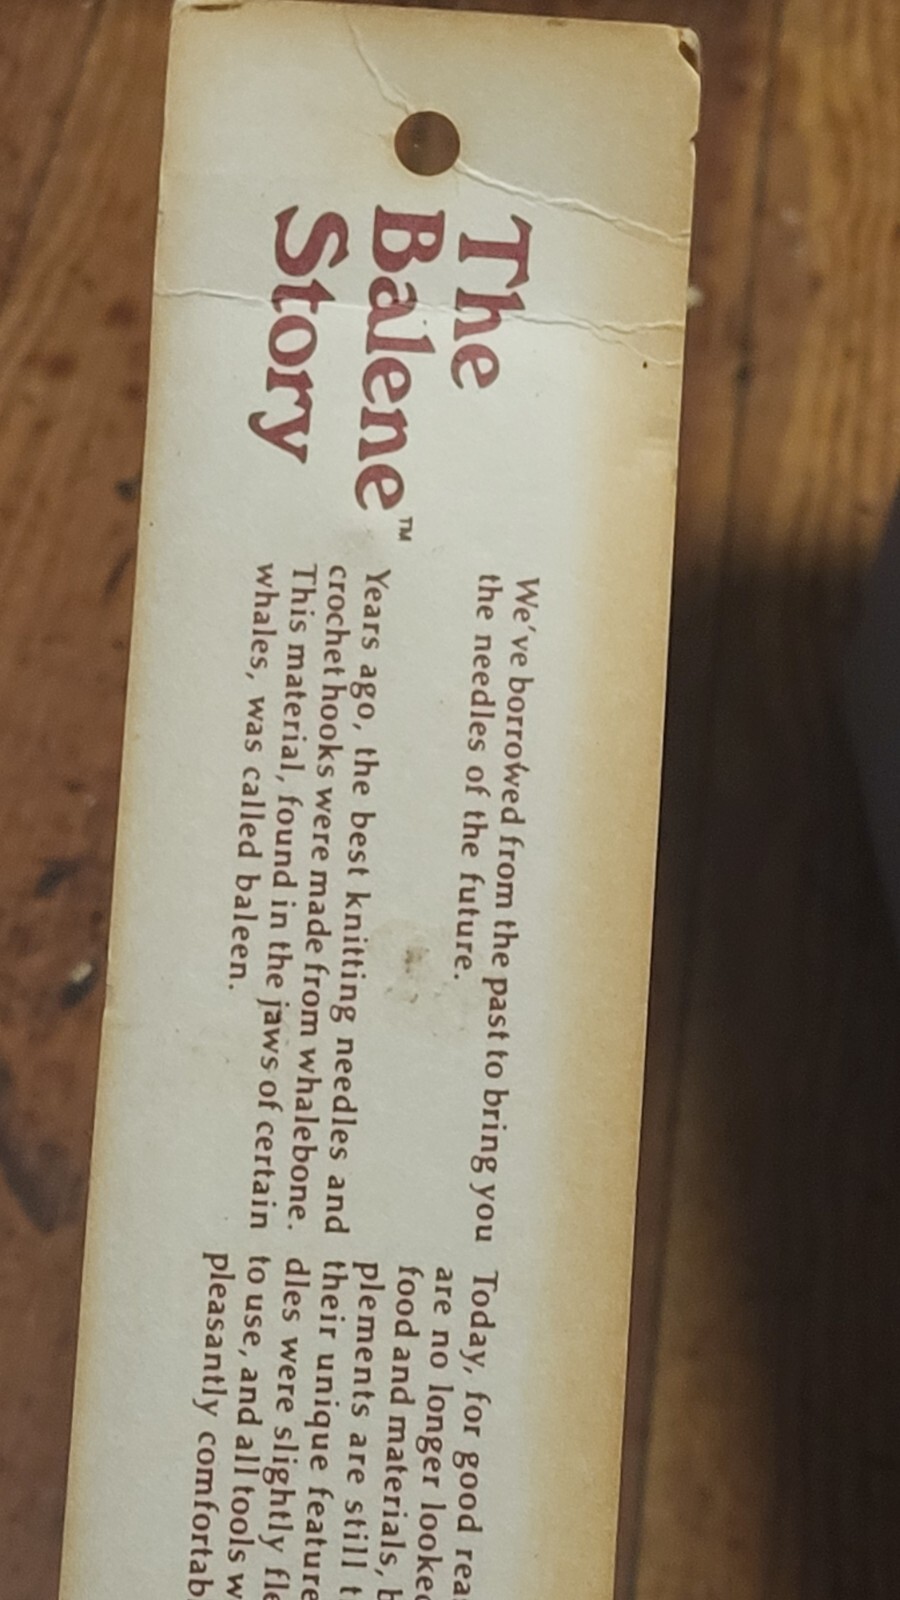 The
Balene™
Story
We've borrowed from the past to bring you
the needles of the future.
Years ago, the best knitting needles and
crochet hooks were made from whalebone.
This material, found in the jaws of certain
whales, was called baleen.
Today, for good
are no longer
food and materials,
plements are still
their unique
dles were slightly
to use, and all tools
pleasantly